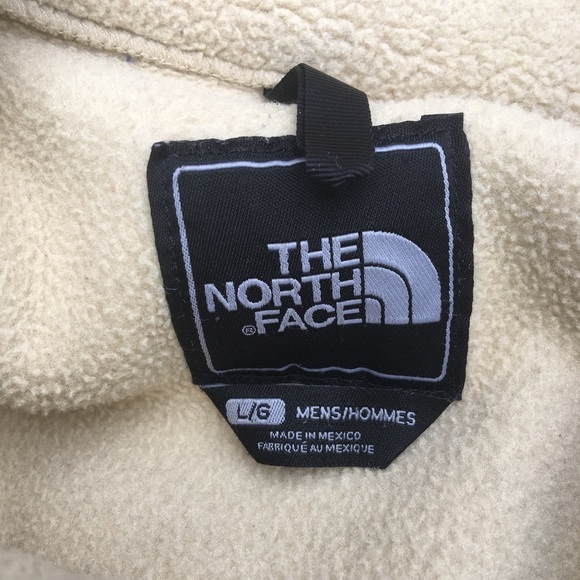 THE
NORTH
FACE
®
L/G MENS/HOMMES
MADE IN MEXICO
FABRIQUÉ AU MEXIQUE